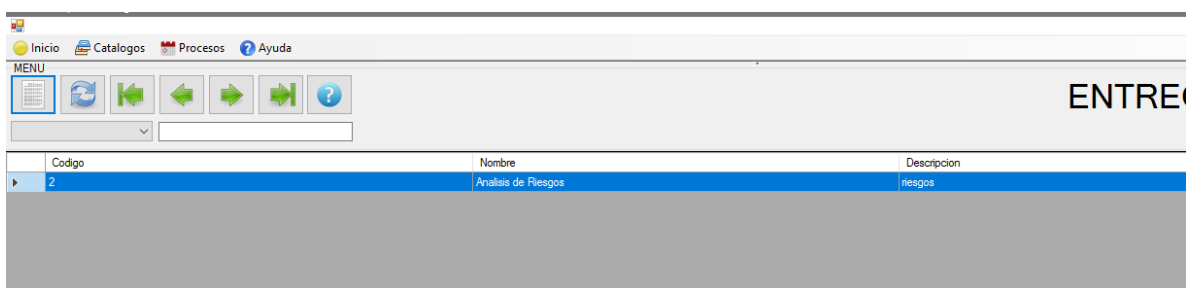 Inicio Catalogos Procesos Ayuda
MENU
ENTREG
Codigo Nombre Descripcion
2 Analisis de Riesgos riesgos